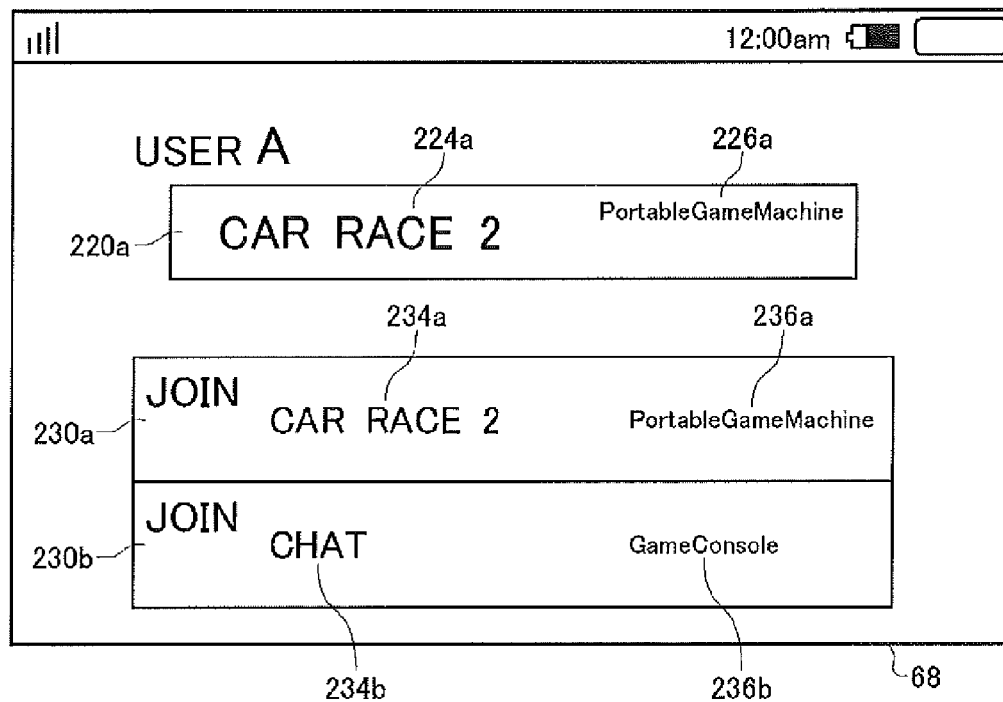 12:00am
USER A
224a
226a
CAR RACE 2
PortableGameMachine
220a
234a
236a
JOIN
CAR RACE 2
PortableGameMachine
230a
JOIN
CHAT
GameConsole
230b
68
234b
236b